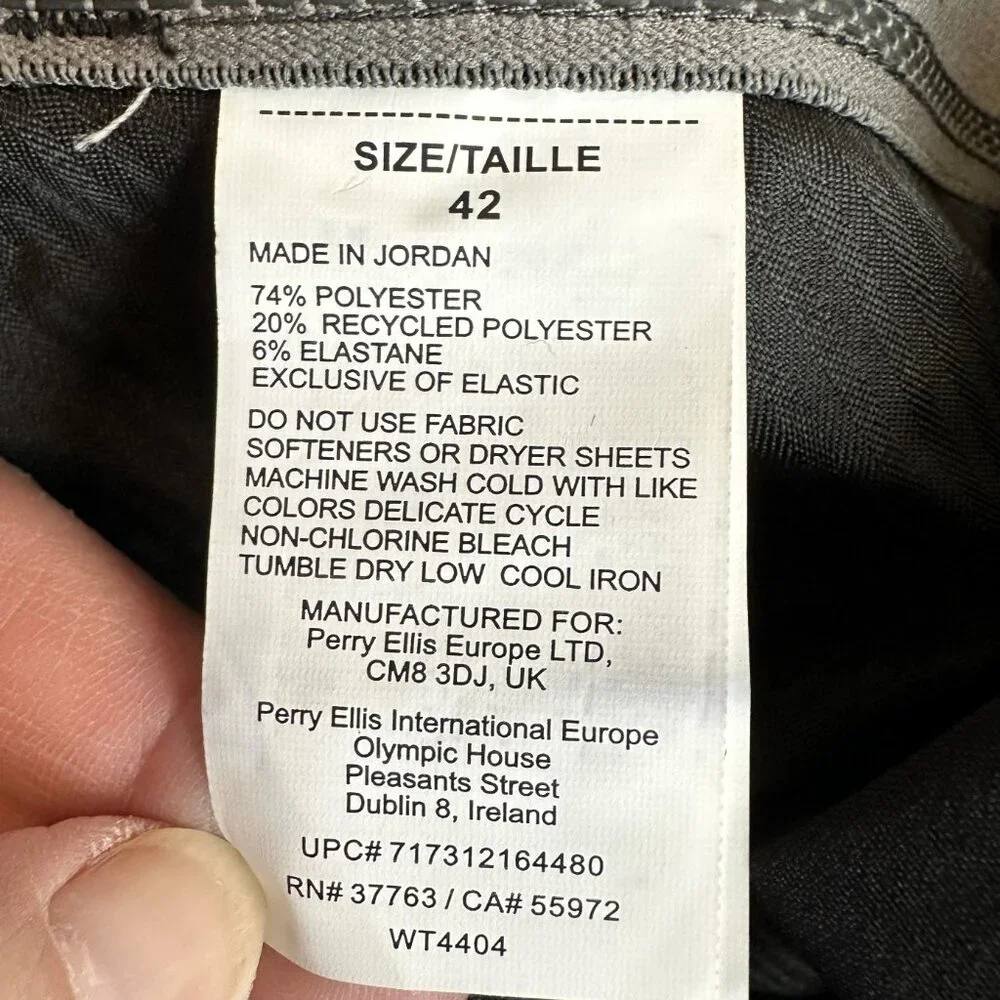 SIZE/TAILLE
42
MADE IN JORDAN
74% POLYESTER
20% RECYCLED POLYESTER
6% ELASTANE
EXCLUSIVE OF ELASTIC
DO NOT USE FABRIC
SOFTENERS OR DRYER SHEETS
MACHINE WASH COLD WITH LIKE
COLORS DELICATE CYCLE
NON-CHLORINE BLEACH
TUMBLE DRY LOW COOL IRON
MANUFACTURED FOR:
Perry Ellis Europe LTD,
CM8 3DJ, UK
Perry Ellis International Europe
Olympic House
Pleasants Street
Dublin 8, Ireland
UPC# 717312164480
RN# 37763 / CA# 55972
WT4404